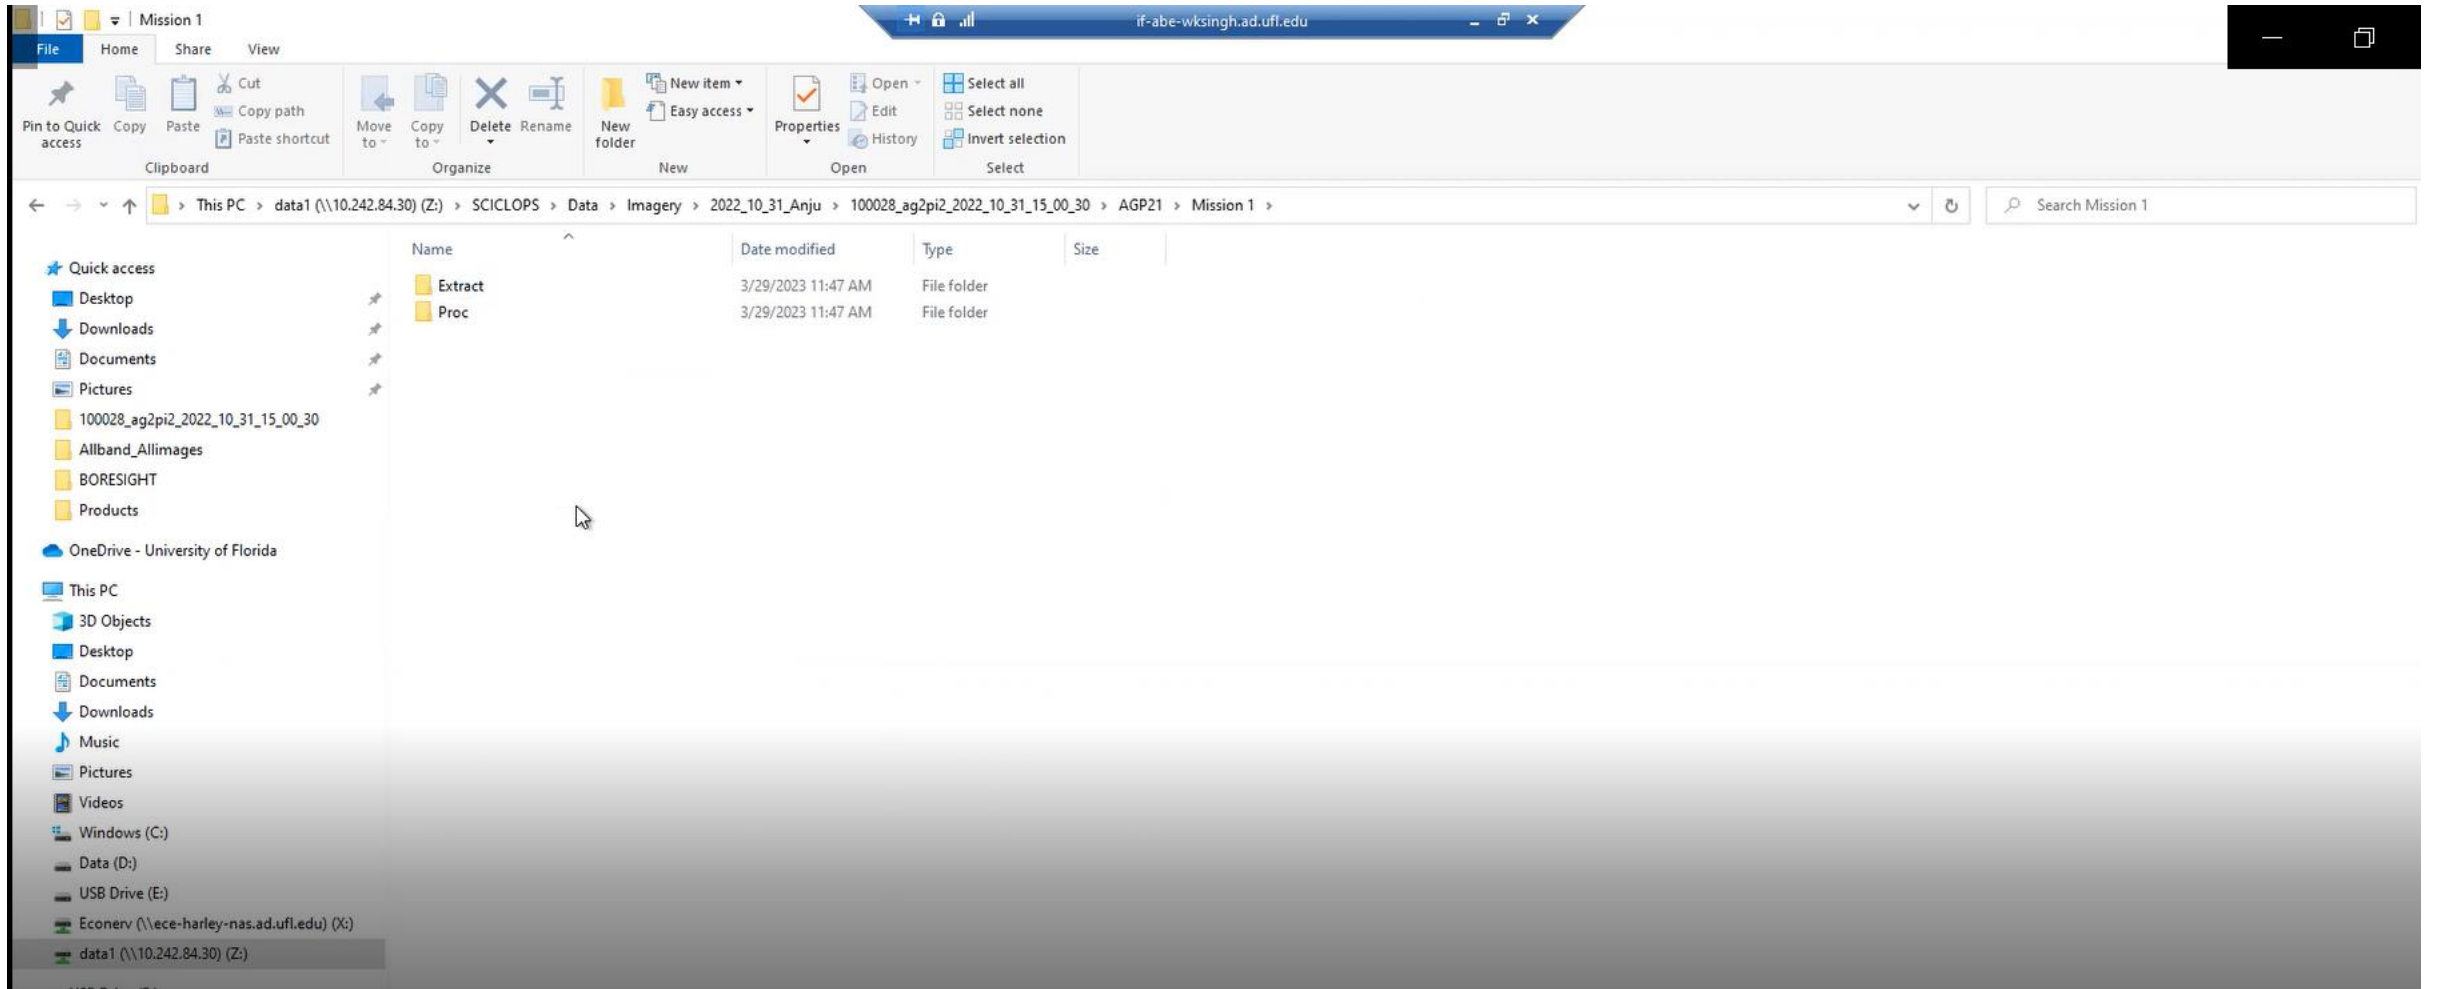 Mission 1
if-abe-wksingh.ad.ufl.edu
File Home Share View
Pin to Quick access
Copy
Paste
Cut
Copy path
Paste shortcut
Clipboard
Move to
Copy to
Delete
Rename
Organize
New folder
New item
Easy access
New
Properties
Open
Edit
History
Open
Select all
Select none
Invert selection
Select
This PC > data1 (\\10.242.84.30) (Z:) > SCICLOPS > Data > Imagery > 2022_10_31_Anju > 100028_ag2pi2_2022_10_31_15_00_30 > AGP21 > Mission 1 >
Search Mission 1
Name Date modified Type Size
Extract 3/29/2023 11:47 AM File folder
Proc 3/29/2023 11:47 AM File folder
Quick access
Desktop
Downloads
Documents
Pictures
100028_ag2pi2_2022_10_31_15_00_30
Allband_Allimages
BORESIGHT
Products
OneDrive - University of Florida
This PC
3D Objects
Desktop
Documents
Downloads
Music
Pictures
Videos
Windows (C:)
Data (D:)
USB Drive (E:)
Econerv (\\ece-harley-nas.ad.ufl.edu) (X:)
data1 (\\10.242.84.30) (Z:)